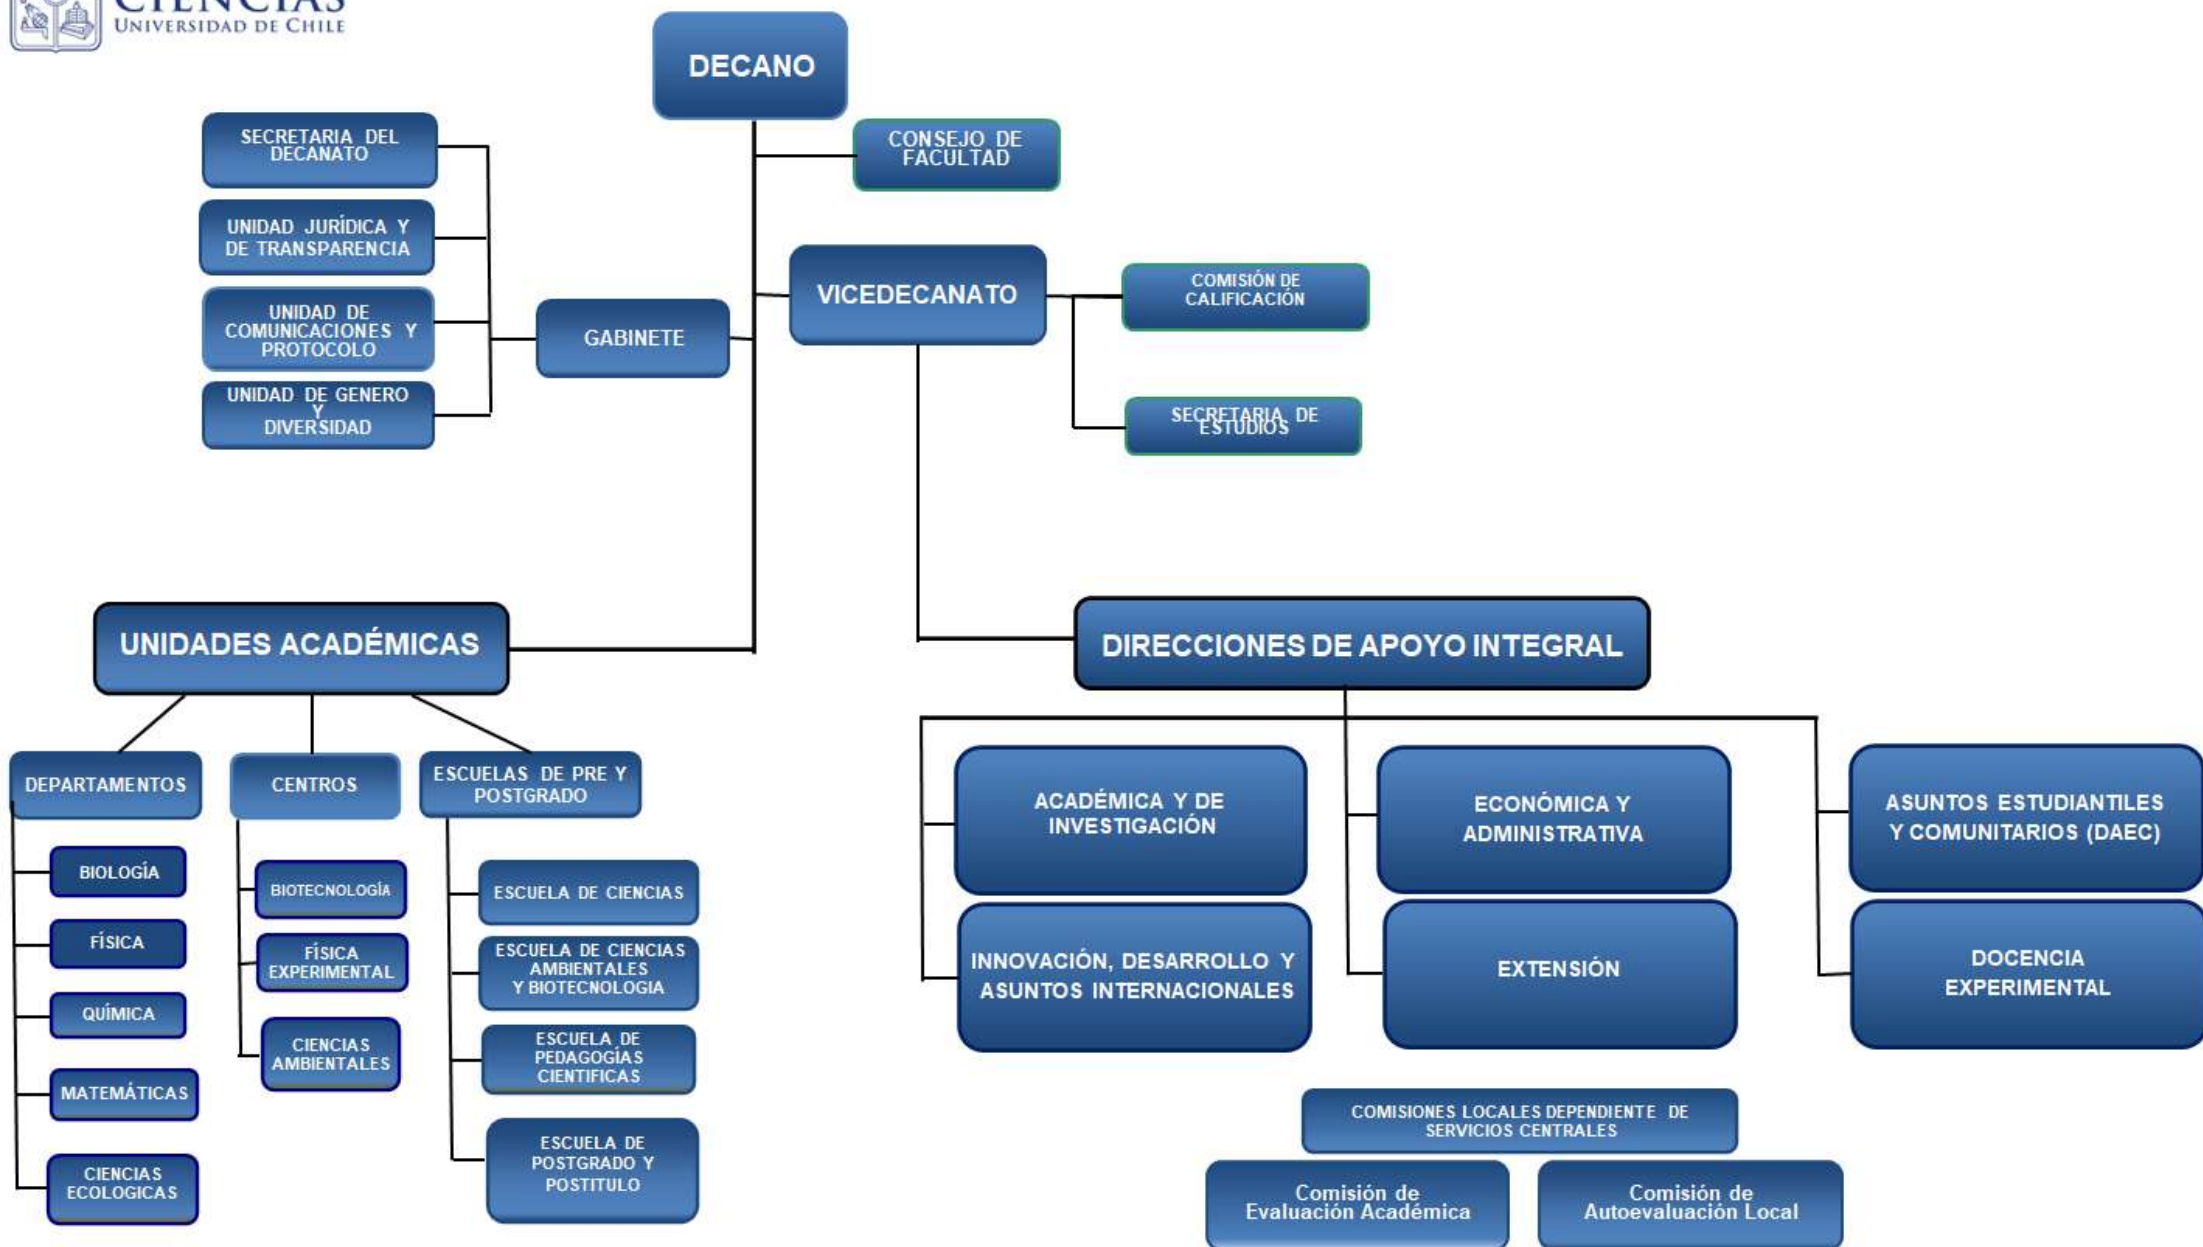 CIENCIAS
UNIVERSIDAD DE CHILE
DECANO
CONSEJO DE
FACULTAD
SECRETARIA DEL
DECANATO
UNIDAD JURÍDICA Y
DE TRANSPARENCIA
UNIDAD DE
COMUNICACIONES Y
PROTOCOLO
UNIDAD DE GENERO
Y
DIVERSIDAD
GABINETE
VICEDECANATO
COMISIÓN DE
CALIFICACIÓN
SECRETARIA DE
ESTUDIOS
UNIDADES ACADÉMICAS
DEPARTAMENTOS
BIOLOGÍA
FÍSICA
QUÍMICA
MATEMÁTICAS
CIENCIAS
ECOLOGICAS
CENTROS
BIOTECNOLOGÍA
FÍSICA
EXPERIMENTAL
CIENCIAS
AMBIENTALES
ESCUELAS DE PRE Y
POSTGRADO
ESCUELA DE CIENCIAS
ESCUELA DE CIENCIAS
AMBIENTALES
Y BIOTECNOLOGIA
ESCUELA DE
PEDAGOGÍAS
CIENTIFICAS
ESCUELA DE
POSTGRADO Y
POSTITULO
DIRECCIONES DE APOYO INTEGRAL
ACADÉMICA Y DE
INVESTIGACIÓN
INNOVACIÓN, DESARROLLO Y
ASUNTOS INTERNACIONALES
ECONÓMICA Y
ADMINISTRATIVA
EXTENSIÓN
ASUNTOS ESTUDIANTILES
Y COMUNITARIOS (DAEC)
DOCENCIA
EXPERIMENTAL
COMISIONES LOCALES DEPENDIENTE DE
SERVICIOS CENTRALES
Comisión de
Evaluación Académica
Comisión de
Autoevaluación Local